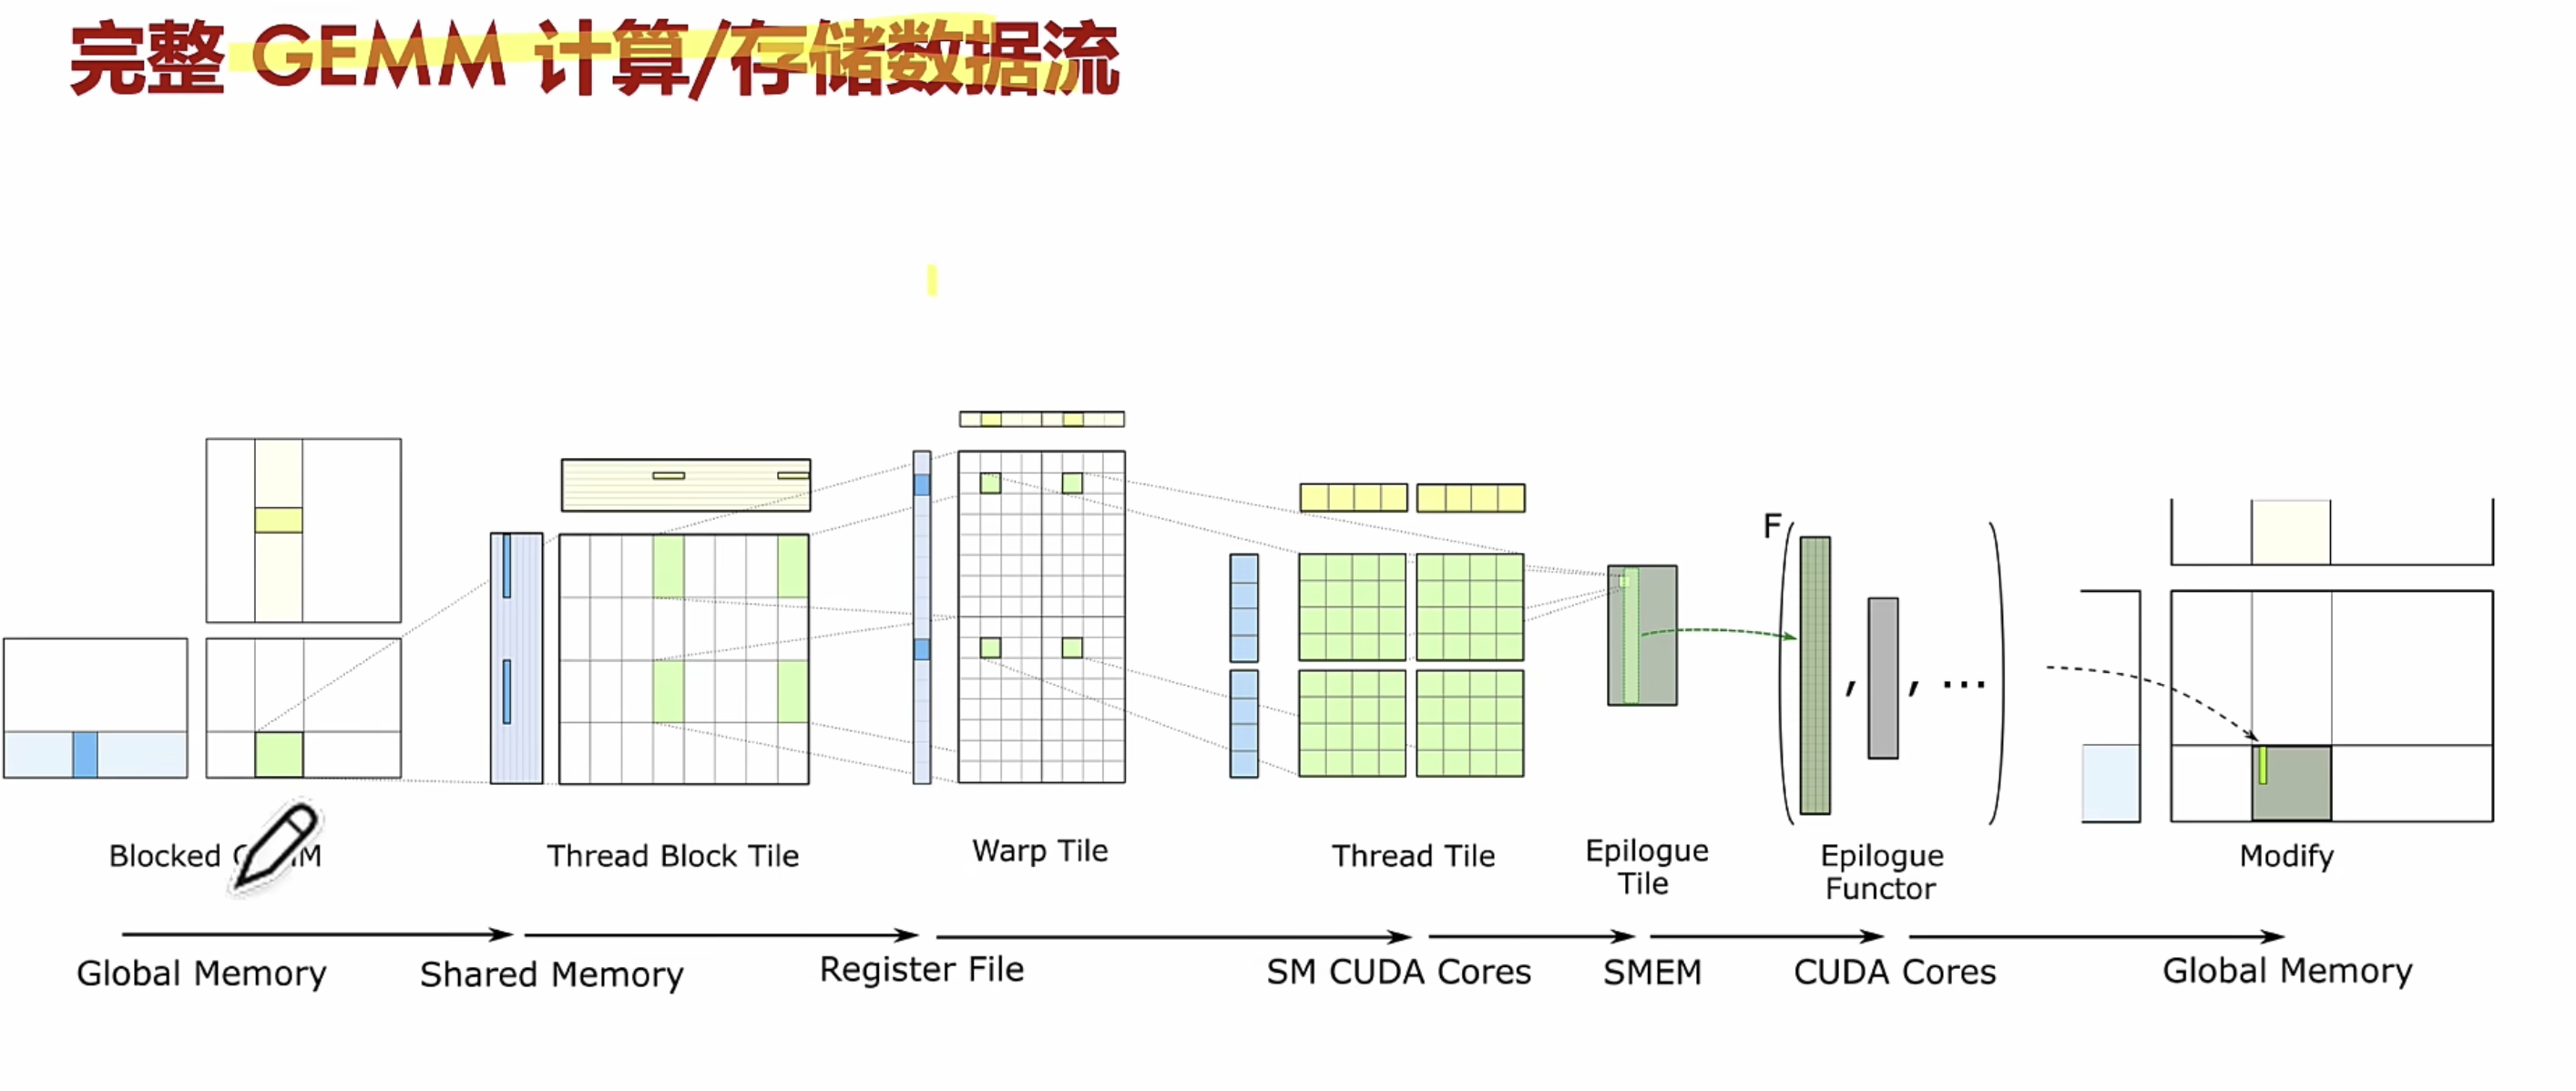 完整 GEMM 计算/存储数据流
F
, , ...
Blocked
Thread Block Tile
Warp Tile
Thread Tile
Epilogue
Tile
Epilogue
Functor
Modify
Global Memory
Shared Memory
Register File
SM CUDA Cores
SMEM
CUDA Cores
Global Memory